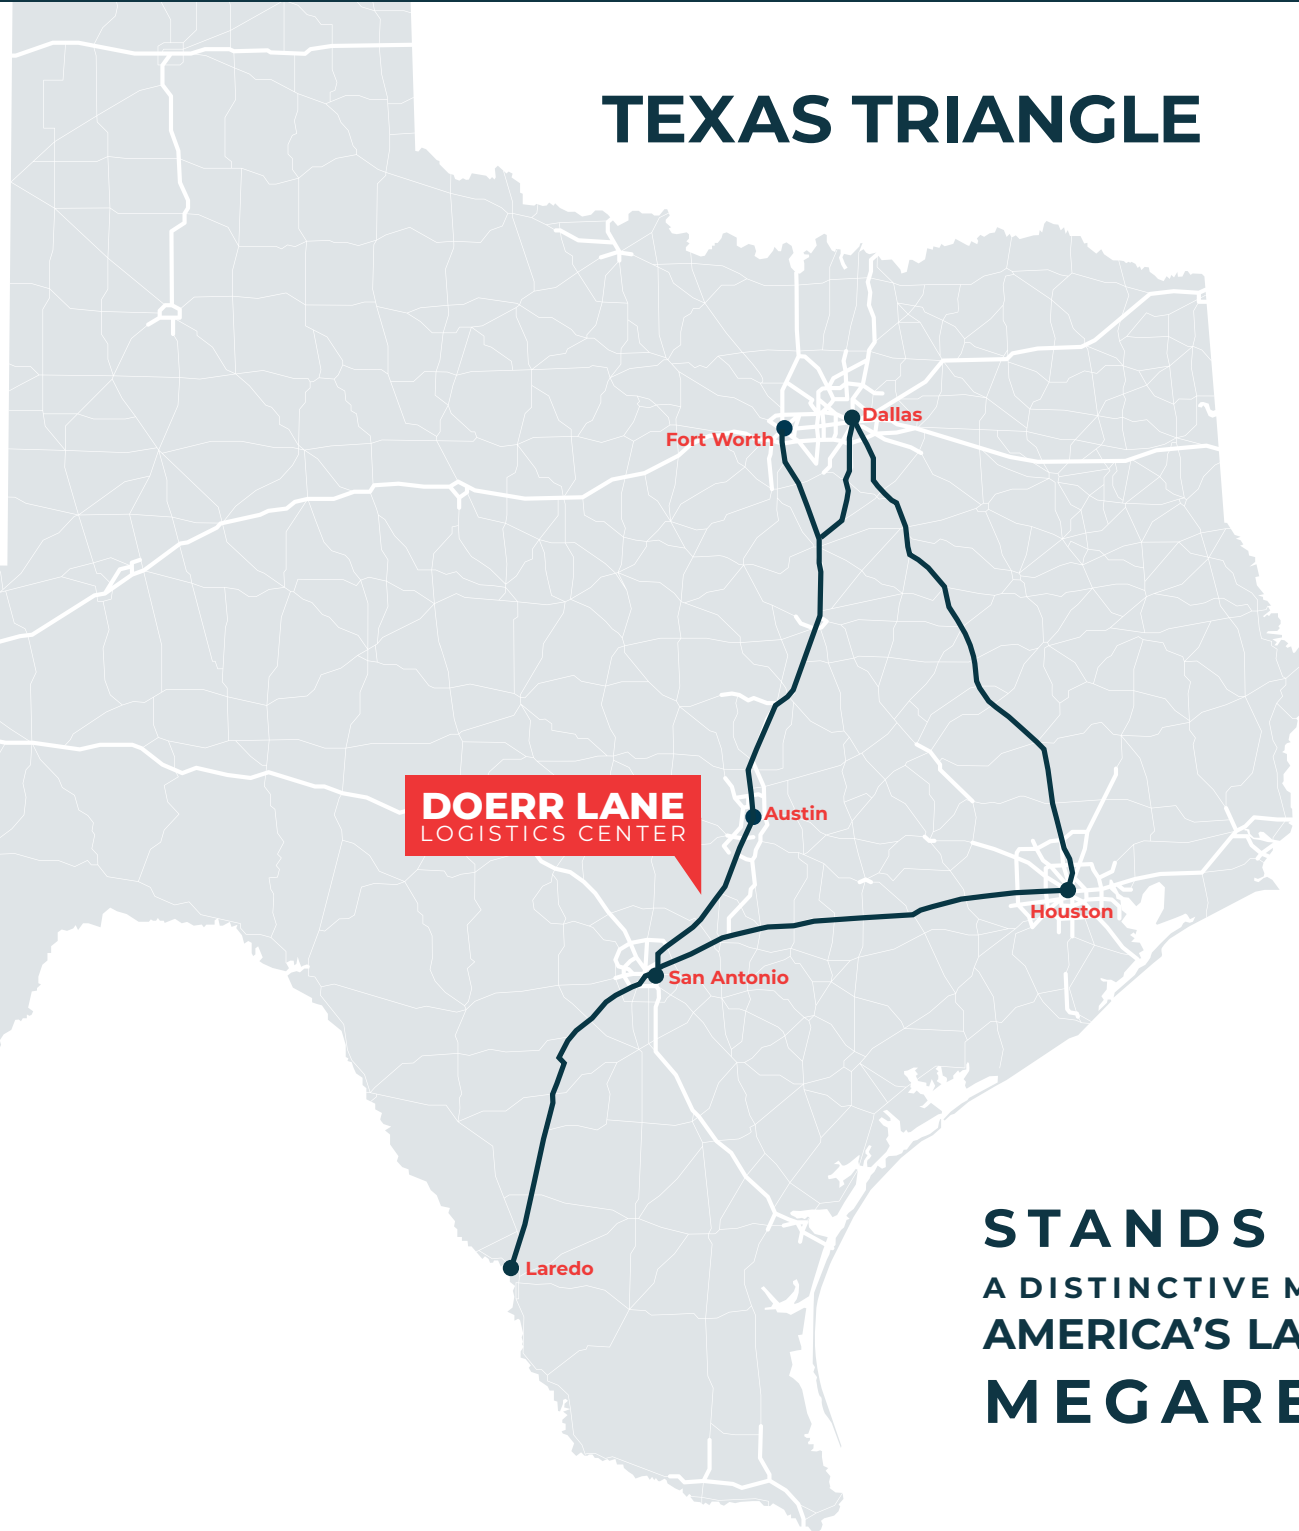 TEXAS TRIANGLE
Dallas
Fort Worth
DOERR LANE
LOGISTICS CENTER
Austin
Houston
San Antonio
Laredo
STANDS
A DISTINCTIVE
AMERICA'S